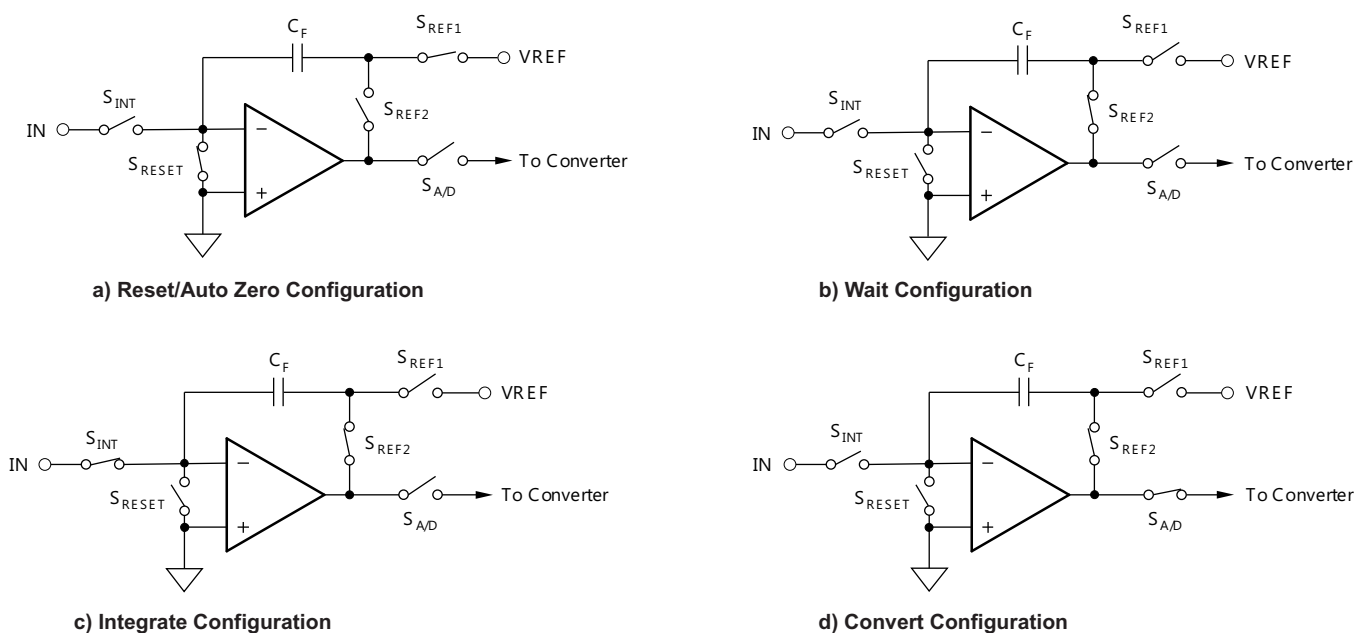 C_F
S_REF1
VREF
S_INT
IN
S_REF2
S_RESET
To Converter
S_A/D
−
+
a) Reset/Auto Zero Configuration
C_F
S_REF1
VREF
S_INT
IN
S_REF2
S_RESET
To Converter
S_A/D
−
+
b) Wait Configuration
C_F
S_REF1
VREF
S_INT
IN
S_REF2
S_RESET
To Converter
S_A/D
−
+
c) Integrate Configuration
C_F
S_REF1
VREF
S_INT
IN
S_REF2
S_RESET
To Converter
S_A/D
−
+
d) Convert Configuration